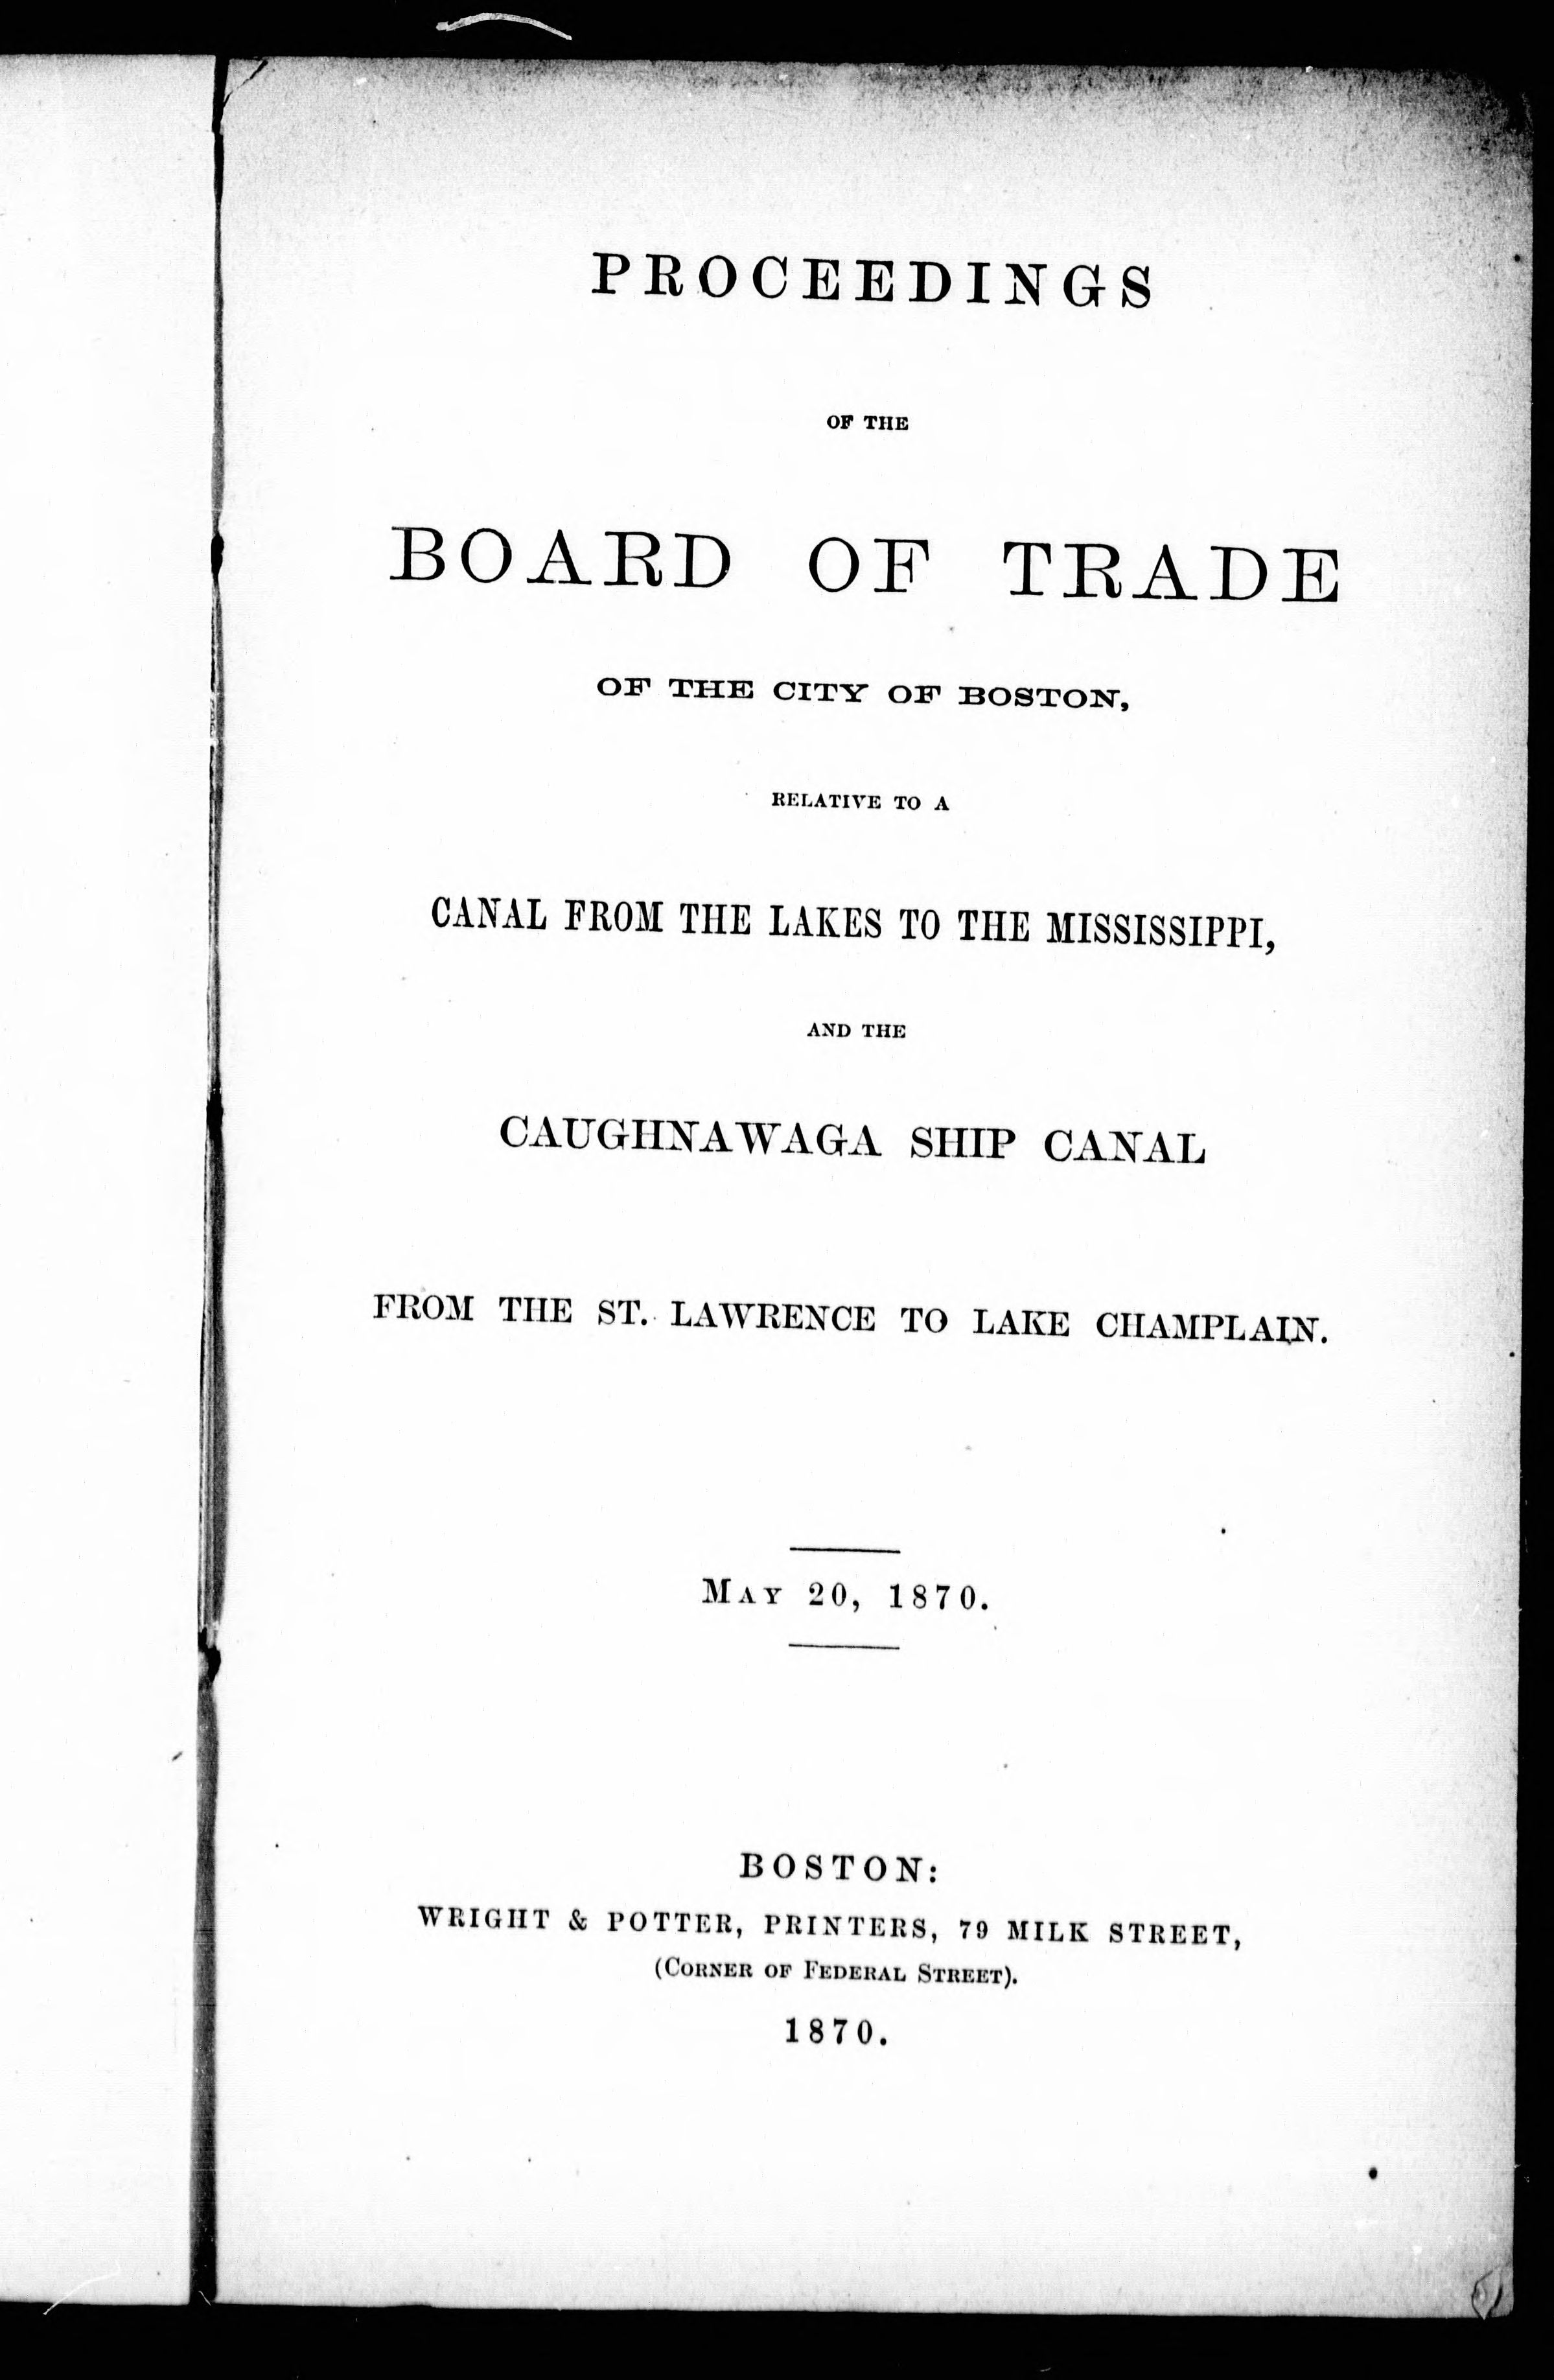 PROCEEDINGS
OF THE
BOARD OF TRADE
OF THE CITY OF BOSTON,
RELATIVE TO A
CANAL FROM THE LAKES TO THE MISSISSIPPI,
AND THE
CAUGHNAWAGA SHIP CANAL
FROM THE ST. LAWRENCE TO LAKE CHAMPLAIN.
MAY 20, 1870.
BOSTON:
WRIGHT & POTTER, PRINTERS, 79 MILK STREET,
(CORNER OF FEDERAL STREET).
1870.